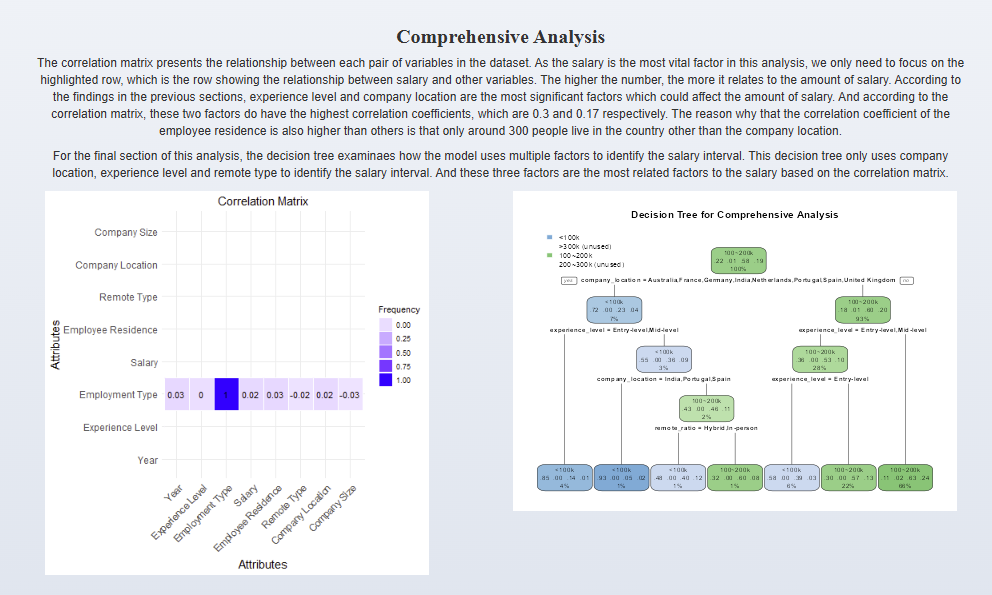 Comprehensive Analysis
The correlation matrix presents the relationship between each pair of variables in the dataset. As the salary is the most vital factor in this analysis, we only need to focus on the
highlighted row, which is the row showing the relationship between salary and other variables. The higher the number, the more it relates to the amount of salary. According to
the findings in the previous sections, experience level and company location are the most significant factors which could affect the amount of salary. And according to the
correlation matrix, these two factors do have the highest correlation coefficients, which are 0.3 and 0.17 respectively. The reason why that the correlation coefficient of the
employee residence is also higher than others is that only around 300 people live in the country other than the company location.
For the final section of this analysis, the decision tree examinaes how the model uses multiple factors to identify the salary interval. This decision tree only uses company
location, experience level and remote type to identify the salary interval. And these three factors are the most related factors to the salary based on the correlation matrix.
Correlation Matrix
Attributes
Company Size
Company Location
Remote Type
Employee Residence
Salary
Employment Type
0.03 0 1 0.02 0.03 -0.02 0.02 -0.03
Experience Level
Year
Year
Experience Level
Employment Type
Salary
Employee Residence
Remote Type
Company Location
Company Size
Attributes
Frequency
0.00
0.25
0.50
0.75
1.00
Decision Tree for Comprehensive Analysis
<100k
>300k (unused)
100~200k
200~300k (unused)
100~200k
.22 .01 .58 .19
100%
yes company_location = Australia,France,Germany,India,Netherlands,Portugal,Spain,United Kingdom no
<100k
.72 .00 .23 .04
7%
100~200k
.18 .01 .60 .20
93%
experience_level = Entry-level,Mid-level
experience_level = Entry-level,Mid-level
<100k
.55 .00 .36 .09
3%
100~200k
.36 .00 .53 .10
28%
company_location = India,Portugal,Spain
experience_level = Entry-level
100~200k
.43 .00 .46 .11
2%
remote_ratio = Hybrid,In-person
<100k
.85 .00 .14 .01
4%
<100k
.93 .00 .05 .02
1%
<100k
.48 .00 .40 .12
1%
100~200k
.32 .00 .60 .08
1%
<100k
.58 .00 .39 .03
6%
100~200k
.30 .00 .57 .13
22%
100~200k
.11 .02 .63 .24
66%